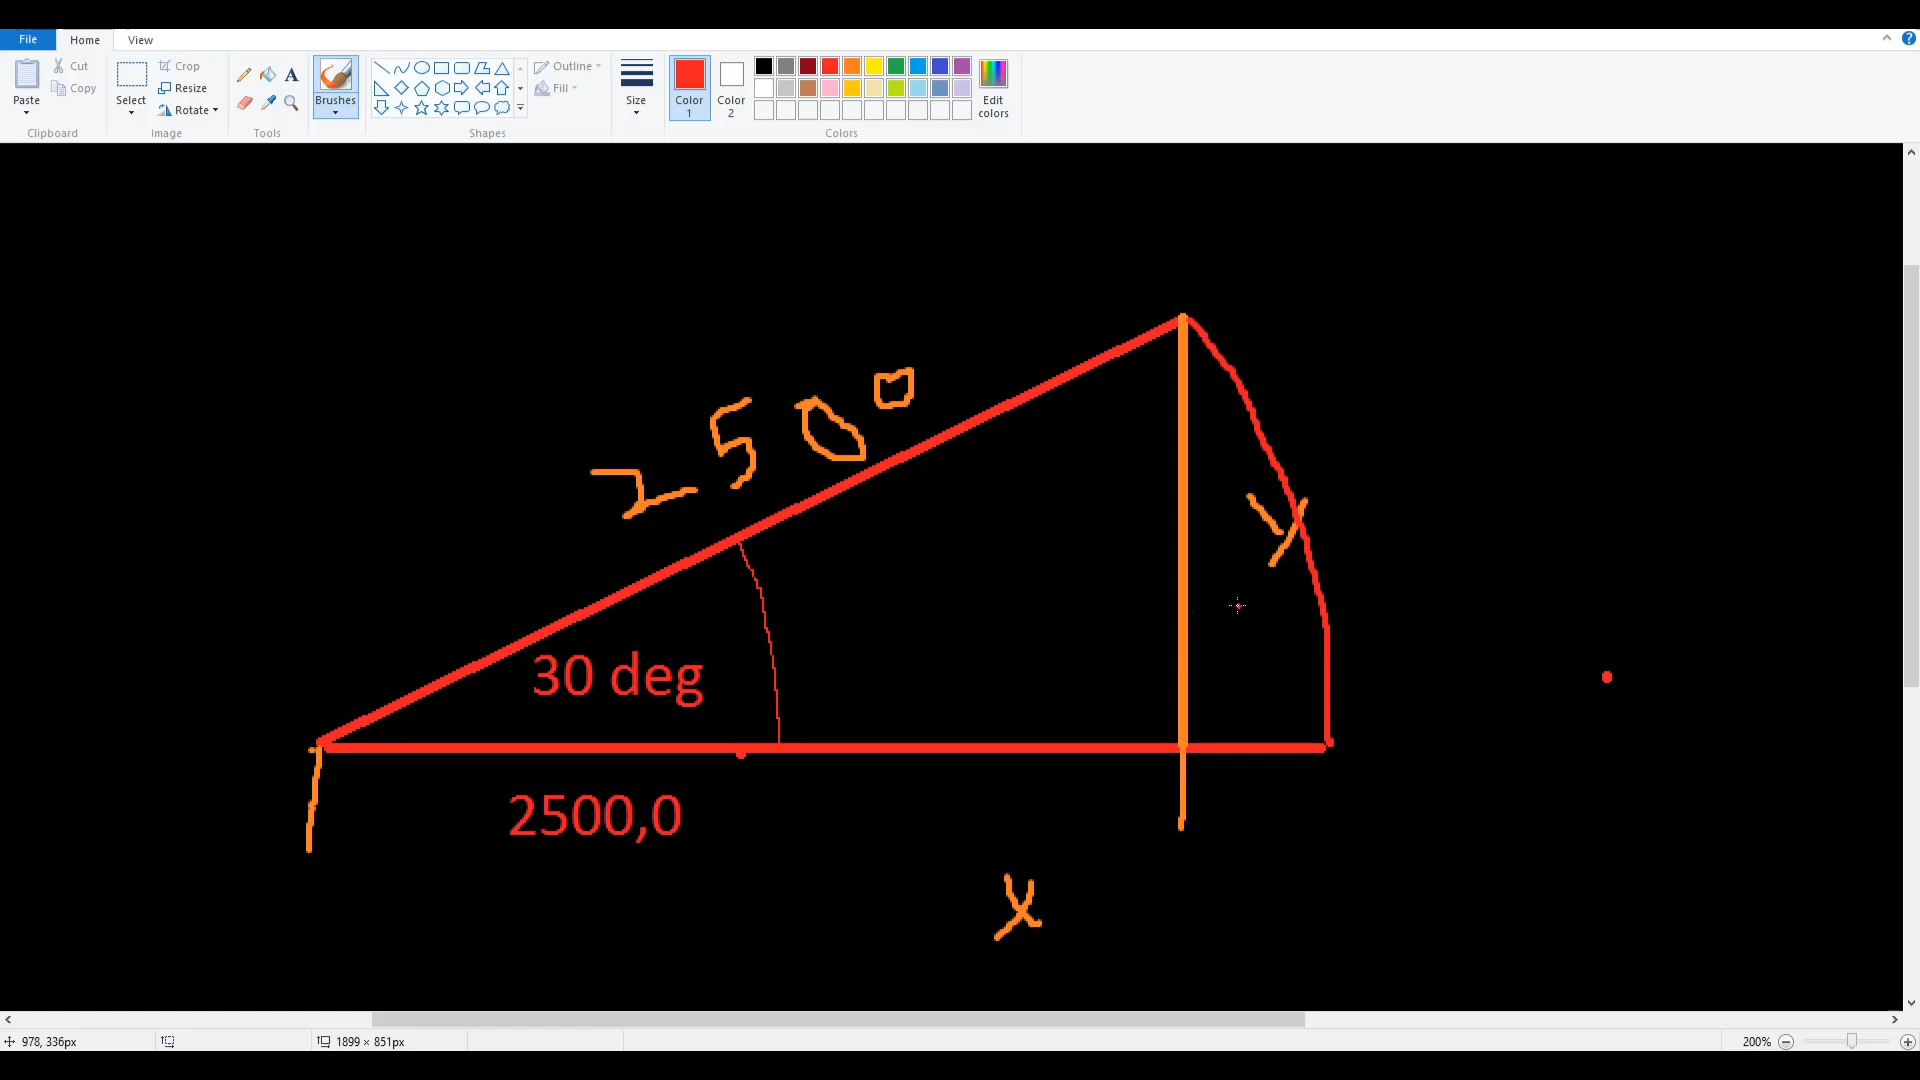 File Home View
Paste Cut Copy Clipboard
Select Crop Resize Rotate Image
A
Tools
Brushes
Shapes
Outline Fill
Size
Color 1 Color 2 Edit colors
Colors
2500
y
30 deg
2500,0
x
978, 336px 1899 × 851px 200%